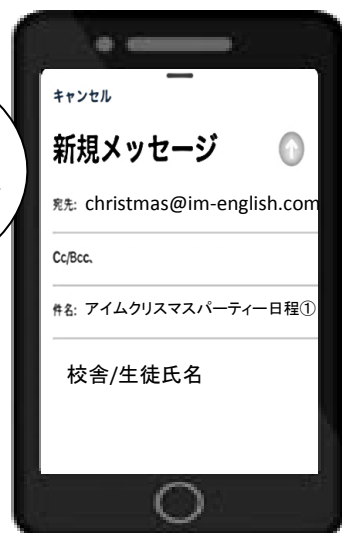 キャンセル
新規メッセージ
宛先: christmas@im-english.com
Cc/Bcc、
件名: アイムクリスマスパーティー日程①
校舎/生徒氏名